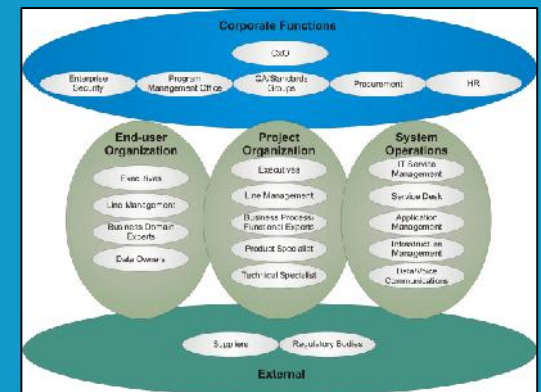 Corporate Functions
CxO
Enterprise
Security
Program
Management Office
QA/Standards
Groups
Procurement
HR
End-user
Organization
Executives
Line Management
Business Domain
Experts
Data Owners
Project
Organization
Executives
Line Management
Business Process/
Functional Experts
Product Specialist
Technical Specialist
System
Operations
IT Service
Management
Service Desk
Application
Management
Infrastructure
Management
Data/Voice
Communications
Suppliers
Regulatory Bodies
External